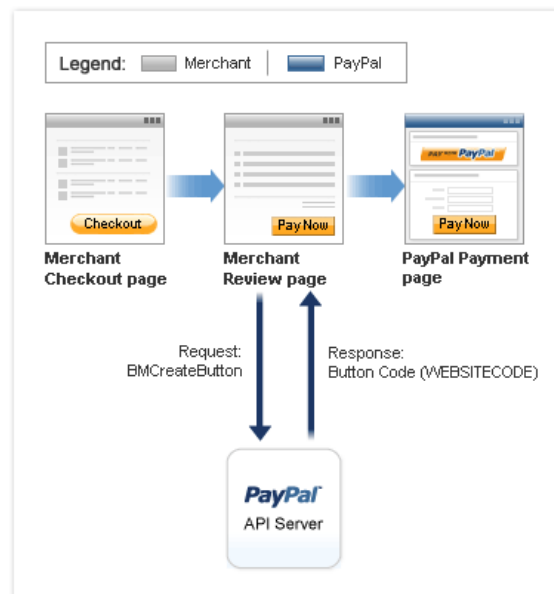 Legend: Merchant PayPal
Checkout
Pay Now
PayPal
Pay Now
Merchant
Checkout page
Merchant
Review page
PayPal Payment
page
Request:
BMCreateButton
Response:
Button Code (WEBSITECODE)
PayPal
API Server